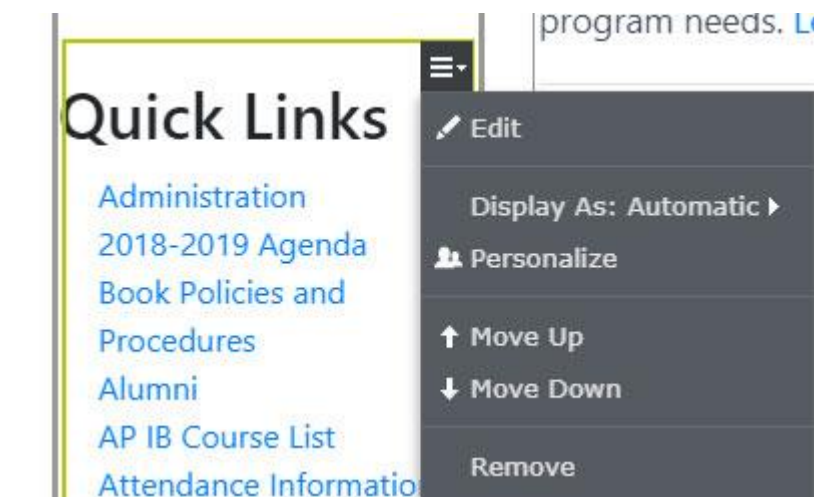 program needs.
Quick Links
Administration
2018-2019 Agenda
Book Policies and
Procedures
Alumni
AP IB Course List
Attendance
Edit
Display As: Automatic
Personalize
Move Up
Move Down
Remove